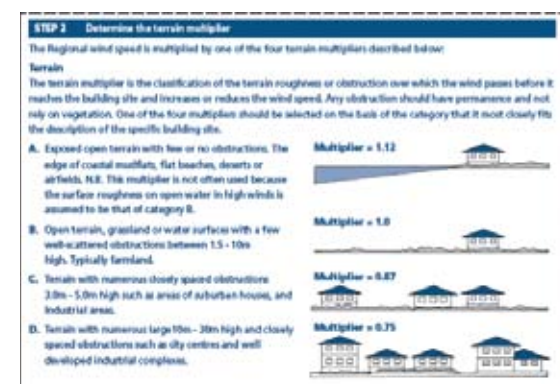 STEP 2 Determine the terrain multiplier
The Regional wind speed is multiplied by one of the four terrain multipliers described below:
Terrain
The terrain multiplier is the classification of the terrain roughness or obstruction over which the wind passes before it
reaches the building site and increases or reduces the wind speed. Any obstruction should have permanence and not
rely on vegetation. One of the four multipliers should be selected on the basis of the category that it most closely fits
the description of the specific building site.
A. Exposed open terrain with few or no obstructions. The
edge of coastal mudflats, flat beaches, deserts or
airfields. N.B. This multiplier is not often used because
the surface roughness on open water in high winds is
assumed to be that of category B.
Multiplier = 1.12
B. Open terrain, grassland or water surfaces with a few
well-scattered obstructions between 1.5 - 10m
high. Typically farmland.
Multiplier = 1.0
C. Terrain with numerous closely spaced obstructions
3.0m - 5.0m high such as areas of suburban houses, and
Industrial areas.
Multiplier = 0.87
D. Terrain with numerous large 10m - 30m high and closely
spaced obstructions such as city centres and well
developed industrial complexes.
Multiplier = 0.75